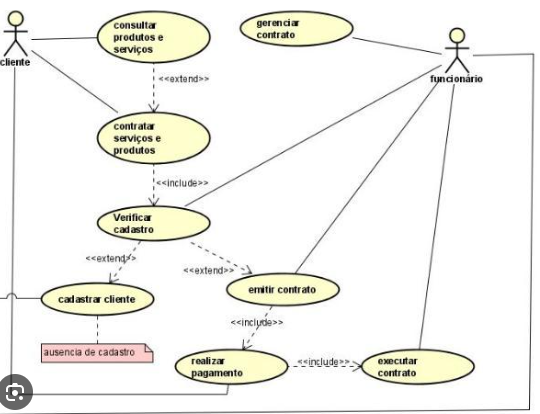 consultar
produtos e
serviços
gerenciar
contrato
cliente
funcionário
<<extend>>
contratar
serviços e
produtos
<<include>>
Verificar
cadastro
<<extend>>
<<extend>>
cadastrar cliente
emitir contrato
<<include>>
ausencia de cadastro
realizar
pagamento
<<include>>
executar
contrato